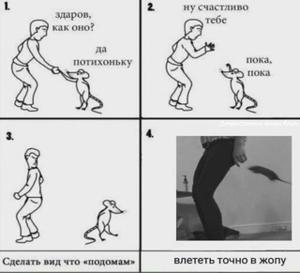 1.
здаров,
как оно?
да
потихоньку
2.
ну счастливо
тебе
пока,
пока
3.
Сделать вид что «подомам»
4.
влететь точно в жопу